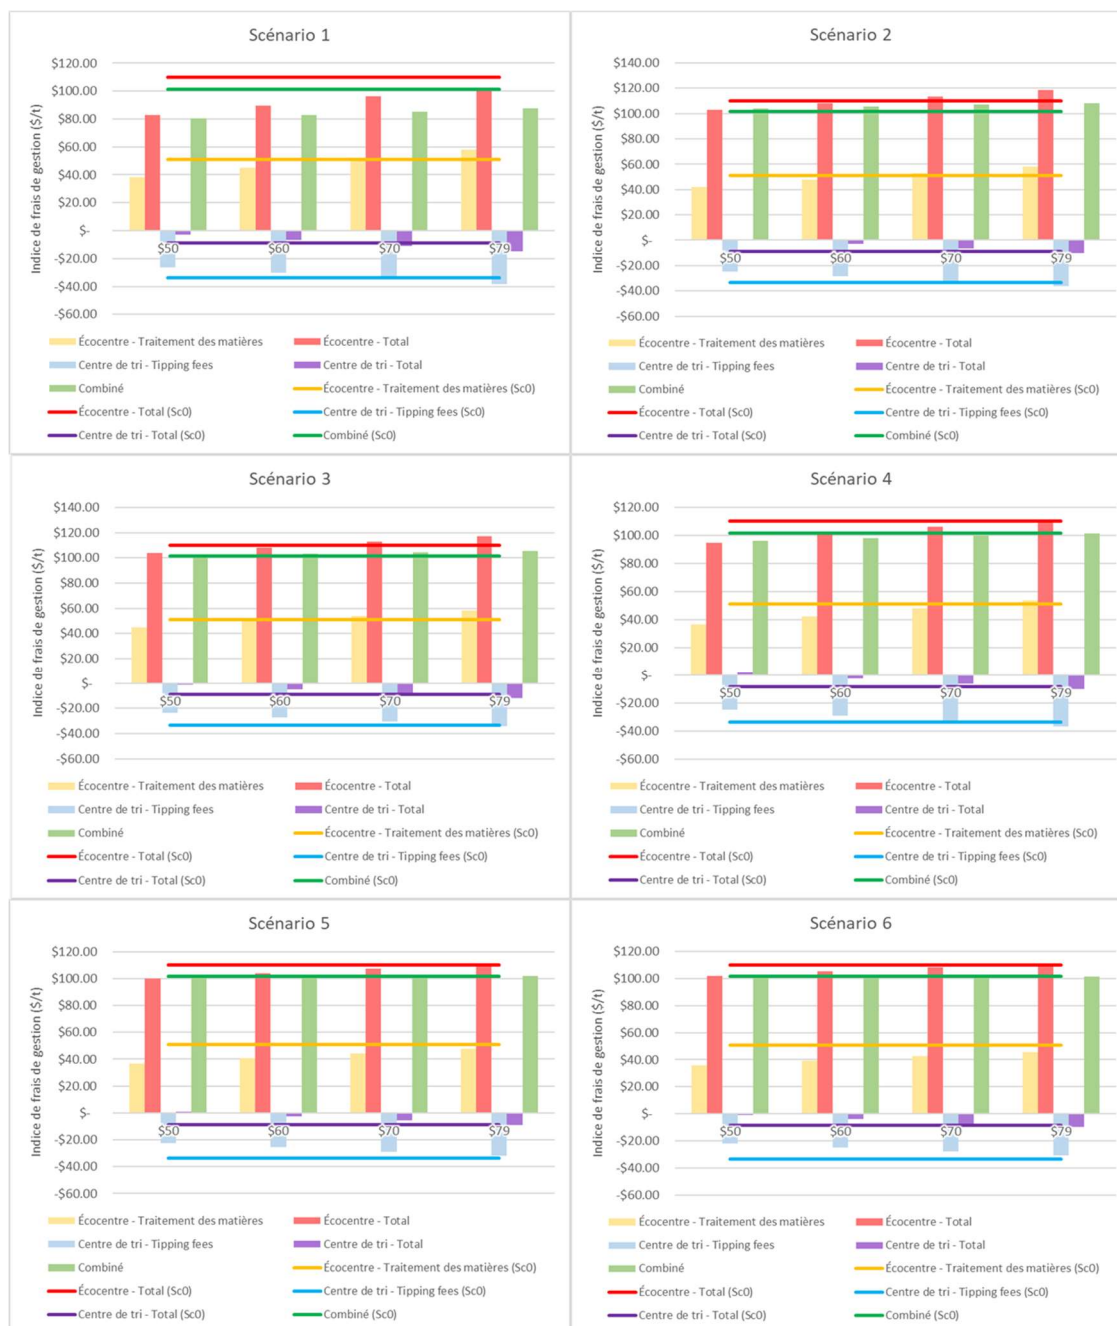 Scénario 1
Indice de frais de gestion ($/t)
$120.00
$100.00
$80.00
$60.00
$40.00
$20.00
$-
-$20.00
-$40.00
-$60.00
$50 $60 $70 $79
Écocentre - Traitement des matières Écocentre - Total
Centre de tri - Tipping fees Centre de tri - Total
Combiné Écocentre - Traitement des matières (Sc0)
Écocentre - Total (Sc0) Centre de tri - Tipping fees (Sc0)
Centre de tri - Total (Sc0) Combiné (Sc0)
Scénario 2
Indice de frais de gestion ($/t)
$140.00
$120.00
$100.00
$80.00
$60.00
$40.00
$20.00
$-
-$20.00
-$40.00
-$60.00
$50 $60 $70 $79
Écocentre - Traitement des matières Écocentre - Total
Centre de tri - Tipping fees Centre de tri - Total
Combiné Écocentre - Traitement des matières (Sc0)
Écocentre - Total (Sc0) Centre de tri - Tipping fees (Sc0)
Centre de tri - Total (Sc0) Combiné (Sc0)
Scénario 3
Indice de frais de gestion ($/t)
$140.00
$120.00
$100.00
$80.00
$60.00
$40.00
$20.00
$-
-$20.00
-$40.00
-$60.00
$50 $60 $70 $79
Écocentre - Traitement des matières Écocentre - Total
Centre de tri - Tipping fees Centre de tri - Total
Combiné Écocentre - Traitement des matières (Sc0)
Écocentre - Total (Sc0) Centre de tri - Tipping fees (Sc0)
Centre de tri - Total (Sc0) Combiné (Sc0)
Scénario 4
Indice de frais de gestion ($/t)
$120.00
$100.00
$80.00
$60.00
$40.00
$20.00
$-
-$20.00
-$40.00
-$60.00
$50 $60 $70 $79
Écocentre - Traitement des matières Écocentre - Total
Centre de tri - Tipping fees Centre de tri - Total
Combiné Écocentre - Traitement des matières (Sc0)
Écocentre - Total (Sc0) Centre de tri - Tipping fees (Sc0)
Centre de tri - Total (Sc0) Combiné (Sc0)
Scénario 5
Indice de frais de gestion ($/t)
$120.00
$100.00
$80.00
$60.00
$40.00
$20.00
$-
-$20.00
-$40.00
-$60.00
$50 $60 $70 $79
Écocentre - Traitement des matières Écocentre - Total
Centre de tri - Tipping fees Centre de tri - Total
Combiné Écocentre - Traitement des matières (Sc0)
Écocentre - Total (Sc0) Centre de tri - Tipping fees (Sc0)
Centre de tri - Total (Sc0) Combiné (Sc0)
Scénario 6
Indice de frais de gestion ($/t)
$120.00
$100.00
$80.00
$60.00
$40.00
$20.00
$-
-$20.00
-$40.00
-$60.00
$50 $60 $70 $79
Écocentre - Traitement des matières Écocentre - Total
Centre de tri - Tipping fees Centre de tri - Total
Combiné Écocentre - Traitement des matières (Sc0)
Écocentre - Total (Sc0) Centre de tri - Tipping fees (Sc0)
Centre de tri - Total (Sc0) Combiné (Sc0)